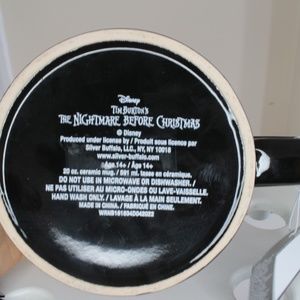 Disney
TIM BURTON'S
THE NIGHTMARE BEFORE CHRISTMAS
© Disney
Produced under license by / Produit sous licence par
Silver Buffalo, LLC, NY, NY 10018
www.silver-buffalo.com
Age 14+ / Âge 14+
20 oz. ceramic mug. / 591 ml. tasse en céramique.
DO NOT USE IN MICROWAVE OR DISHWASHER. /
NE PAS UTILISER AU MICRO-ONDES OU LAVE-VAISSELLE.
HAND WASH ONLY. / LAVAGE À LA MAIN SEULEMENT.
MADE IN CHINA. / FABRIQUÉ EN CHINE.